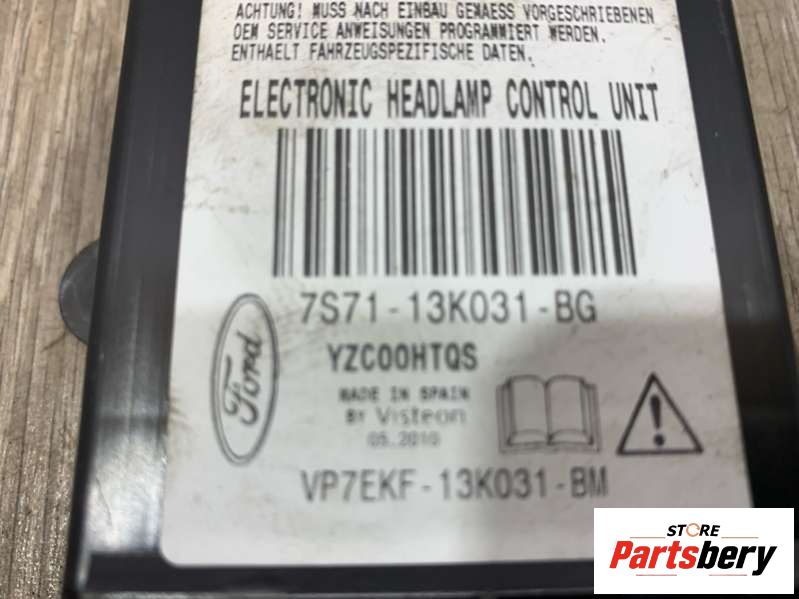 ACHTUNG! MUSS NACH EINBAU GEMAESS VORGESCHRIEBENEN
DEM SERVICE ANWEISUNGEN PROGRAMMIERT WERDEN.
ENTHAELT FAHRZEUGSPEZIFISCHE DATEN.
ELECTRONIC HEADLAMP CONTROL UNIT
7S71-13K031-BG
Ford
YZC00HTQS
MADE IN SPAIN
BY Visteon
05.2010
VP7EKF-13K031-BM
STORE
Partsbery